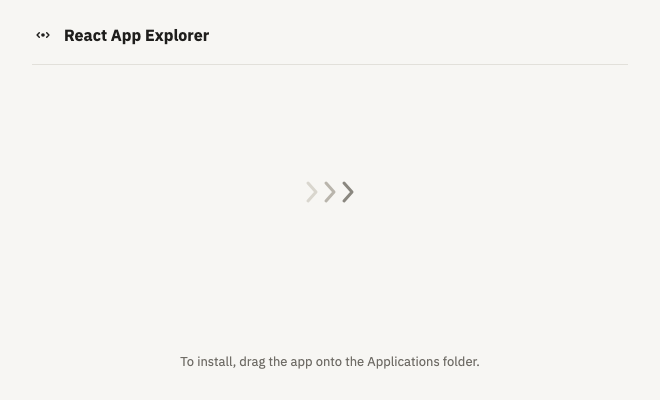 React App Explorer
To install, drag the app onto the Applications folder.